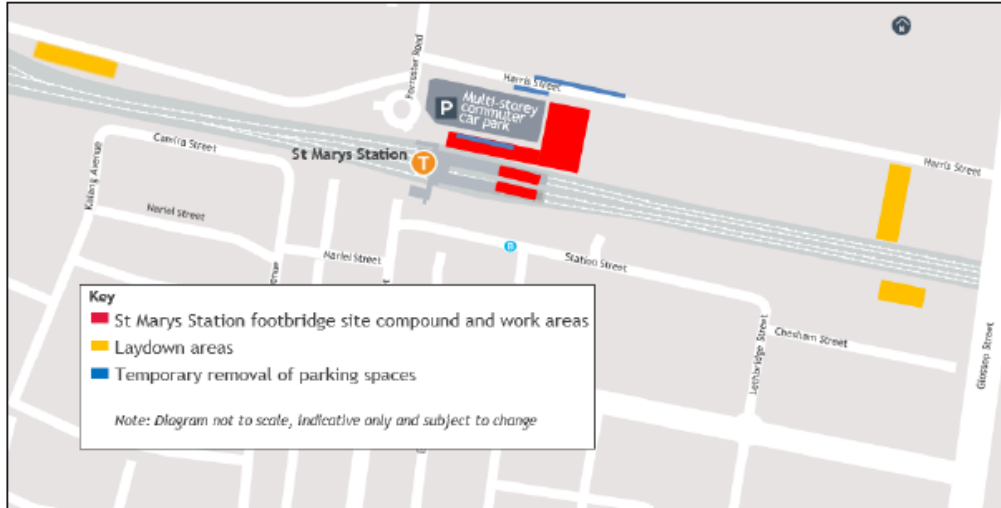 Forrester Road
Harris Street
P
Multi-storey
commuter
car park
St Marys Station
T
Camira Street
Kalang Avenue
Nariel Street
Nariel Street
Harris Street
B
Station Street
Lethbridge Street
Chesham Street
Glossop Street
Key
St Marys Station footbridge site compound and work areas
Laydown areas
Temporary removal of parking spaces
Note: Diagram not to scale, indicative only and subject to change